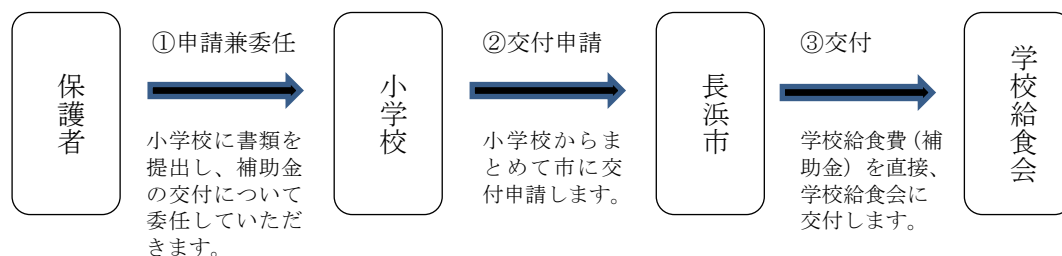 保護者
①申請兼委任
小学校に書類を
提出し、補助金
の交付について
委任していただ
きます。
小学校
②交付申請
小学校からま
とめて市に交
付申請します。
長浜市
③交付
学校給食費（補
助金）を直接、
学校給食会に
交付します。
学校給食会